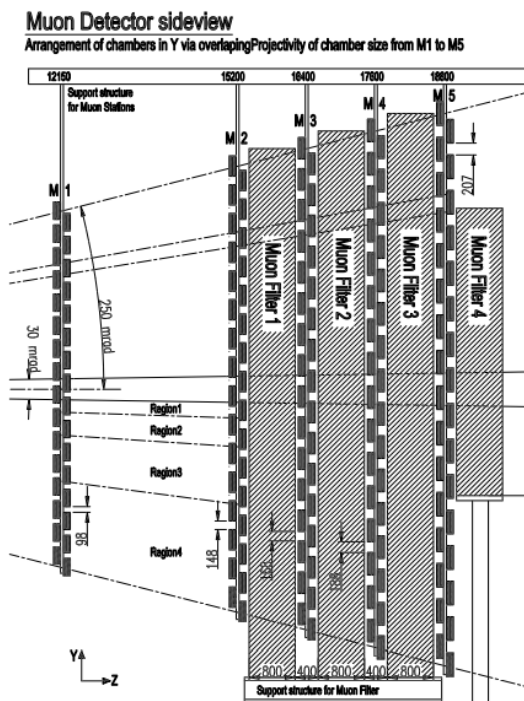 Muon Detector sideview
Arrangement of chambers in Y via overlapingProjectivity of chamber size from M1 to M5
12150
15200
16400
17600
18800
Support structure
for Muon Stations
M 1
M 2
M 3
M 4
M 5
207
250 mrad
30 mrad
Muon Filter 1
Muon Filter 2
Muon Filter 3
Muon Filter 4
Region1
Region2
Region3
Region4
98
148
Y
Z
800
400
800
400
800
Support structure for Muon Filter